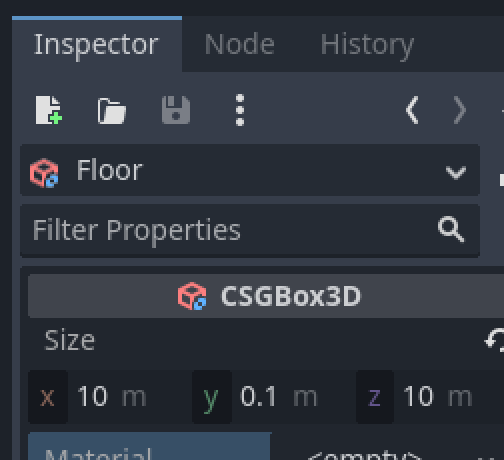 Inspector Node History
Floor
Filter Properties
CSGBox3D
Size
x 10 m y 0.1 m z 10 m
Material <empty>